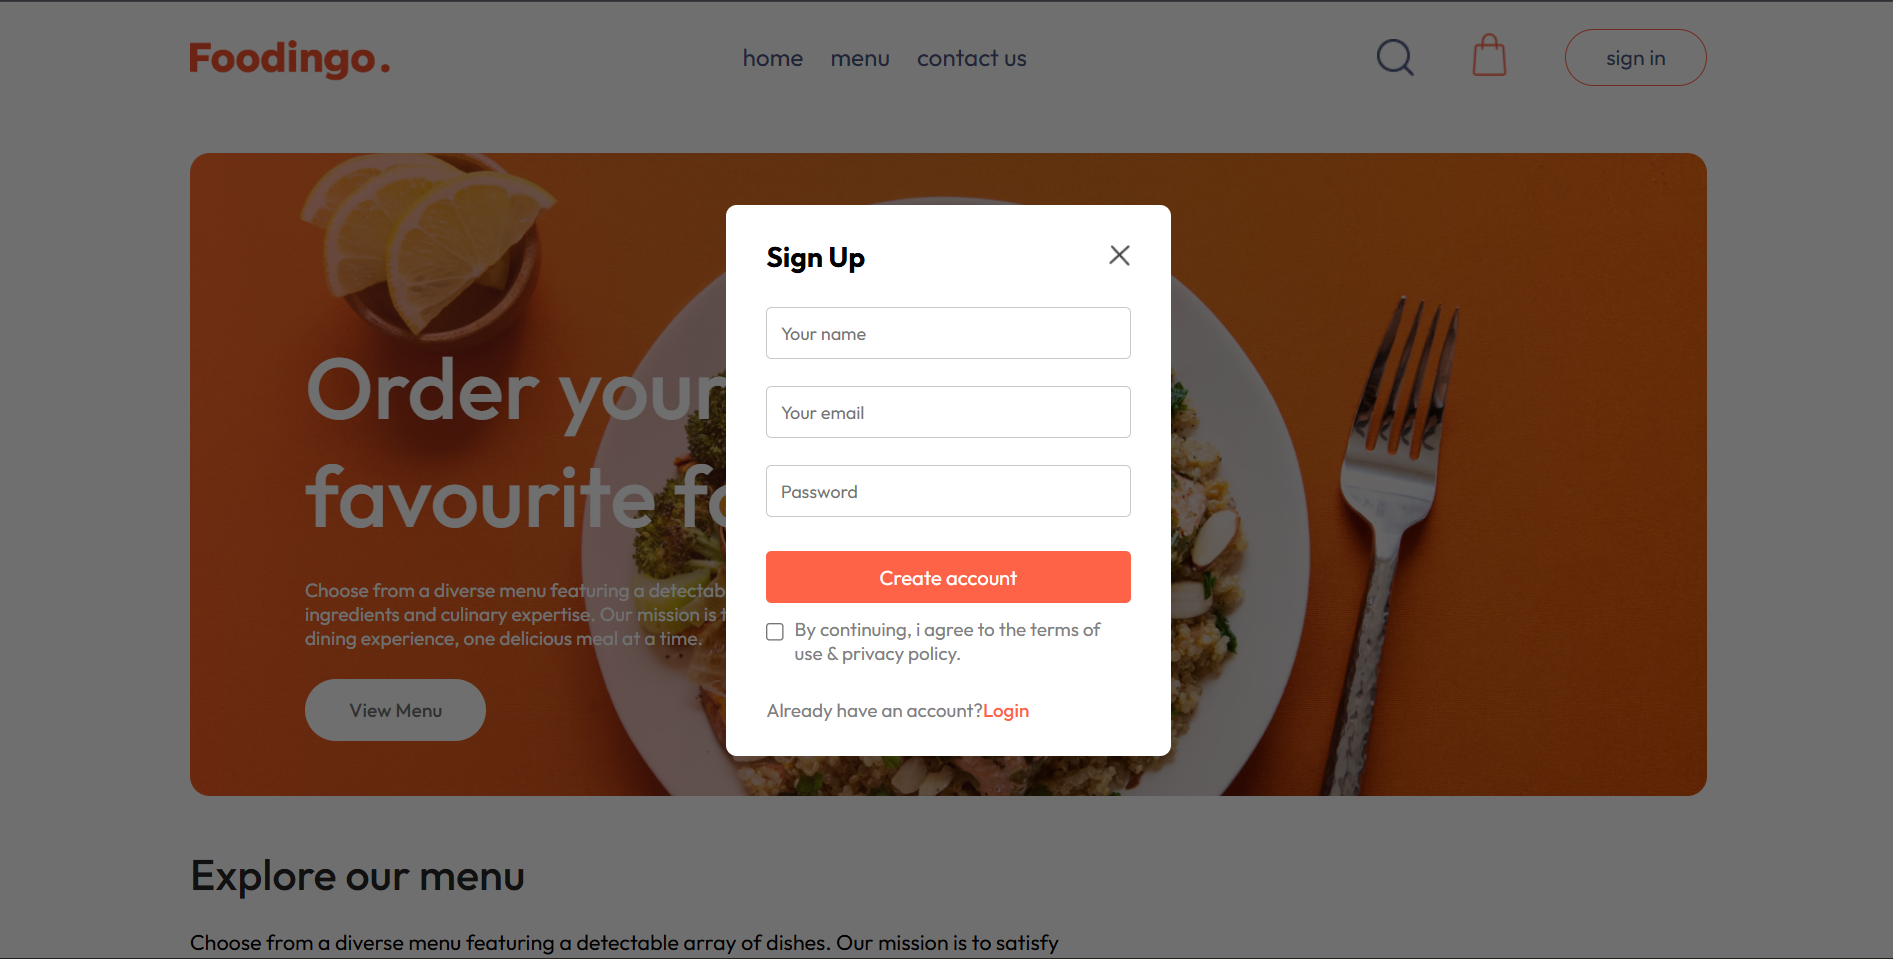 Foodingo.
home menu contact us
sign in
Order your
favourite fo
Choose from a diverse menu featuring a detectab
ingredients and culinary expertise. Our mission is t
dining experience, one delicious meal at a time.
View Menu
Sign Up
Your name
Your email
Password
Create account
By continuing, i agree to the terms of
use & privacy policy.
Already have an account?Login
Explore our menu
Choose from a diverse menu featuring a detectable array of dishes. Our mission is to satisfy